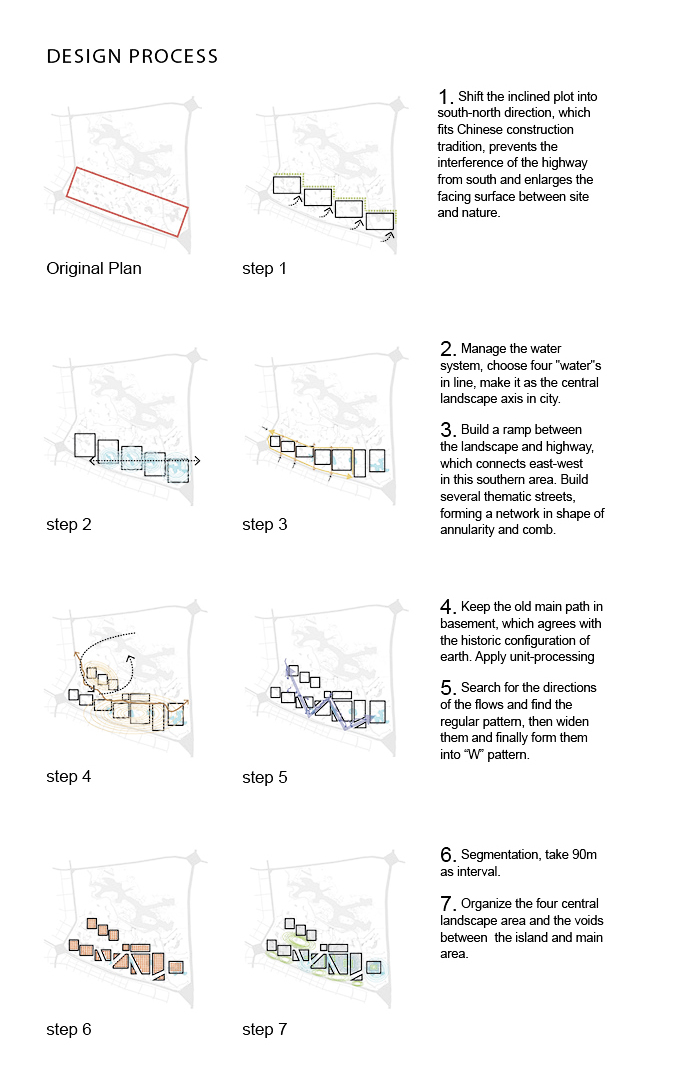 DESIGN PROCESS
Original Plan
step 1
1. Shift the inclined plot into
south-north direction, which
fits Chinese construction
tradition, prevents the
interference of the highway
from south and enlarges the
facing surface between site
and nature.
step 2
step 3
2. Manage the water
system, choose four "water"s
in line, make it as the central
landscape axis in city.
3. Build a ramp between
the landscape and highway,
which connects east-west
in this southern area. Build
several thematic streets,
forming a network in shape of
annularity and comb.
step 4
step 5
4. Keep the old main path in
basement, which agrees with
the historic configuration of
earth. Apply unit-processing
5. Search for the directions
of the flows and find the
regular pattern, then widen
them and finally form them
into “W” pattern.
step 6
step 7
6. Segmentation, take 90m
as interval.
7. Organize the four central
landscape area and the voids
between the island and main
area.